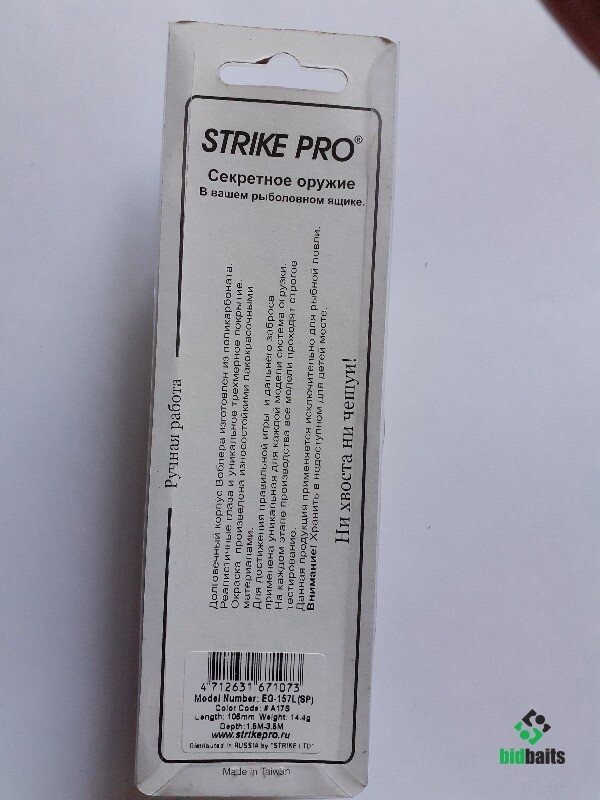 STRIKE PRO®
Секретное оружие
В вашем рыболовном ящике.
Ручная работа
Долговечный корпус Воблера изготовлен из поликарбоната.
Реалистичные глаза и уникальное трехмерное покрытие.
Окраска произведена износостойкими лакокрасочными
материалами.
Для достижения правильной игры и дальнего заброса
применена уникальная для каждой модели система огрузки.
На каждом этапе производства все модели проходят строгое
тестирование.
Данная продукция применяется исключительно для рыбной ловли.
Внимание! Хранить в недоступном для детей месте.
Ни хвоста ни чешуи!
4 712631 671073
Model Number: EG-157L(SP)
Color Code: # A17S
Length: 105mm Weight: 14.4g
Depth: 1.5M-3.5M
www.strikepro.ru
Distributed in RUSSIA by "STRIKE LTD"
Made in Taiwan
bidbaits